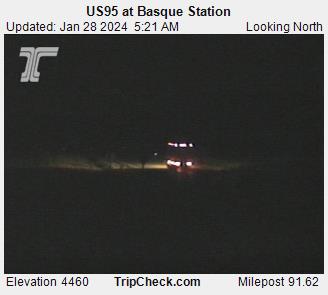 US95 at Basque Station
Updated: Jan 28 2024 5:21 AM Looking North
Elevation 4460 TripCheck.com Milepost 91.62